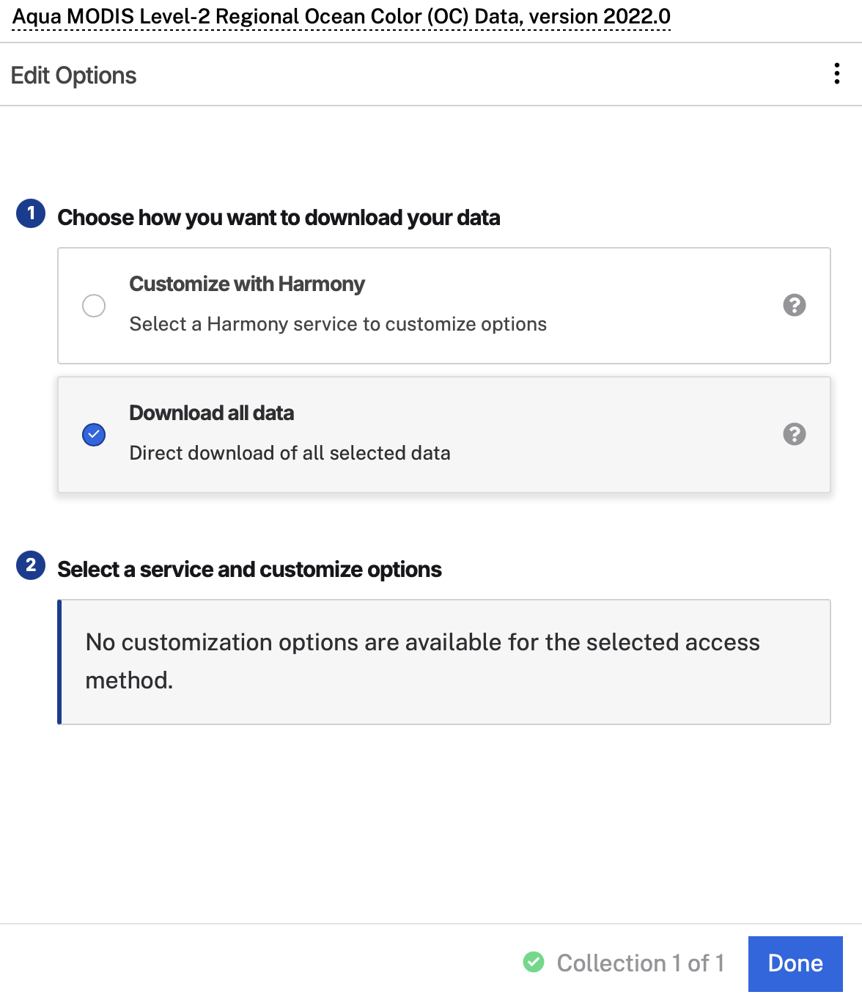 Aqua MODIS Level-2 Regional Ocean Color (OC) Data, version 2022.0
Edit Options
1 Choose how you want to download your data
Customize with Harmony
Select a Harmony service to customize options
?
Download all data
Direct download of all selected data
?
2 Select a service and customize options
No customization options are available for the selected access
method.
Collection 1 of 1 Done